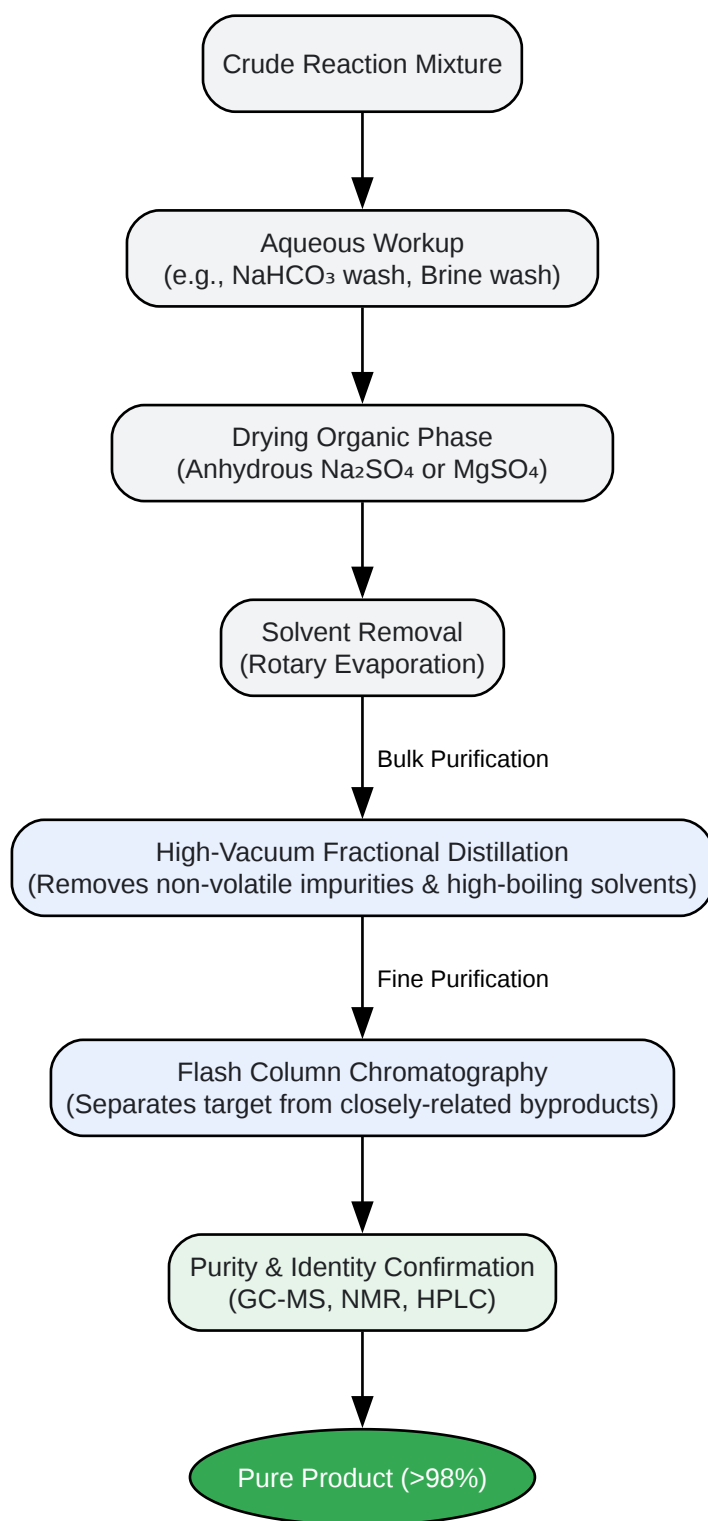 Crude Reaction Mixture
Aqueous Workup
(e.g., NaHCO₃ wash, Brine wash)
Drying Organic Phase
(Anhydrous Na₂SO₄ or MgSO₄)
Solvent Removal
(Rotary Evaporation)
Bulk Purification
High-Vacuum Fractional Distillation
(Removes non-volatile impurities & high-boiling solvents)
Fine Purification
Flash Column Chromatography
(Separates target from closely-related byproducts)
Purity & Identity Confirmation
(GC-MS, NMR, HPLC)
Pure Product (>98%)